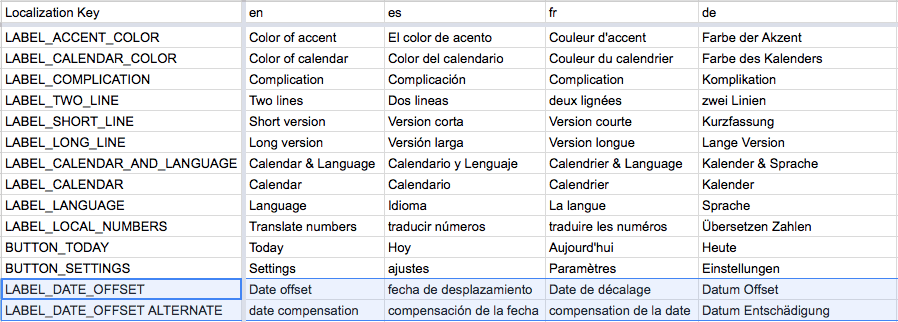 Localization Key en es fr de
LABEL_ACCENT_COLOR Color of accent El color de acento Couleur d'accent Farbe der Akzent
LABEL_CALENDAR_COLOR Color of calendar Color del calendario Couleur du calendrier Farbe des Kalenders
LABEL_COMPLICATION Complication Complicación Complication Komplikation
LABEL_TWO_LINE Two lines Dos lineas deux lignées zwei Linien
LABEL_SHORT_LINE Short version Version corta Version courte Kurzfassung
LABEL_LONG_LINE Long version Versión larga Version longue Lange Version
LABEL_CALENDAR_AND_LANGUAGE Calendar & Language Calendario y Lenguaje Calendrier & Language Kalender & Sprache
LABEL_CALENDAR Calendar Calendario Calendrier Kalender
LABEL_LANGUAGE Language Idioma La langue Sprache
LABEL_LOCAL_NUMBERS Translate numbers traducir números traduire les numéros Übersetzen Zahlen
BUTTON_TODAY Today Hoy Aujourd'hui Heute
BUTTON_SETTINGS Settings ajustes Paramètres Einstellungen
LABEL_DATE_OFFSET Date offset fecha de desplazamiento Date de décalage Datum Offset
LABEL_DATE_OFFSET ALTERNATE date compensation compensación de la fecha compensation de la date Datum Entschädigung